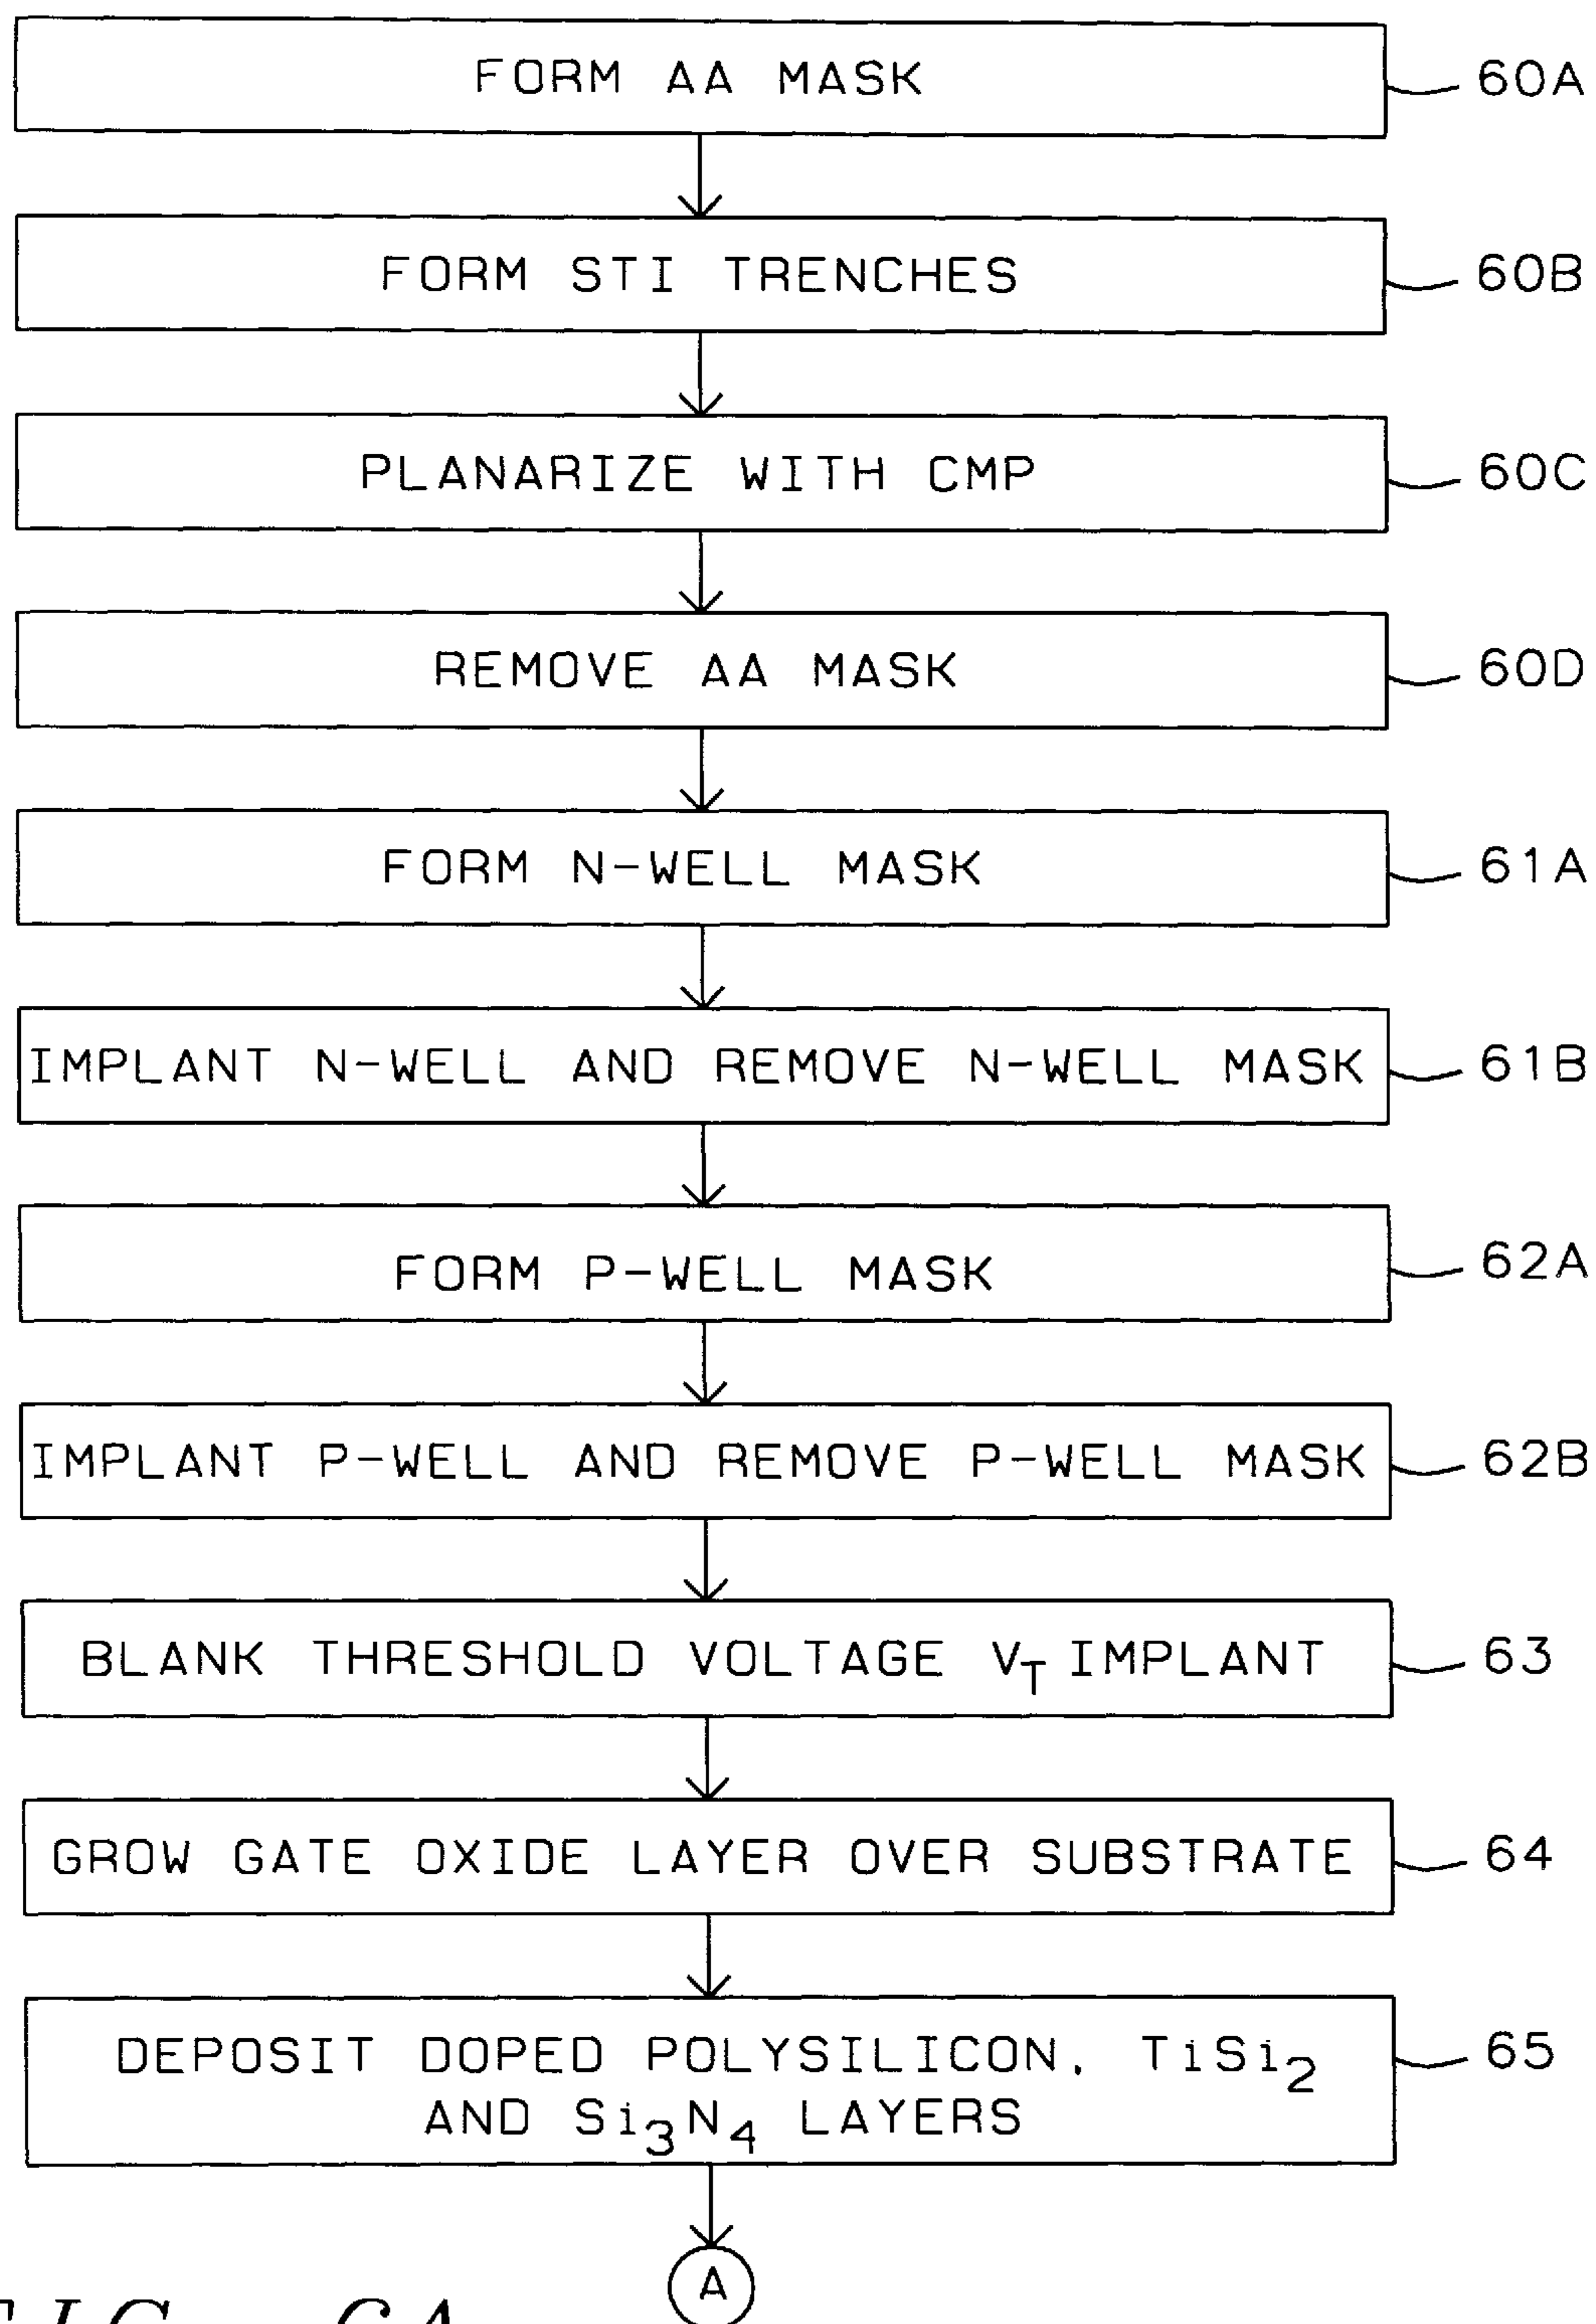 FORM AA MASK 60A
FORM STI TRENCHES 60B
PLANARIZE WITH CMP 60C
REMOVE AA MASK 60D
FORM N-WELL MASK 61A
IMPLANT N-WELL AND REMOVE N-WELL MASK 61B
FORM P-WELL MASK 62A
IMPLANT P-WELL AND REMOVE P-WELL MASK 62B
BLANK THRESHOLD VOLTAGE V_T IMPLANT 63
GROW GATE OXIDE LAYER OVER SUBSTRATE 64
DEPOSIT DOPED POLYSILICON, TiSi₂ 65
AND Si₃N₄ LAYERS
A